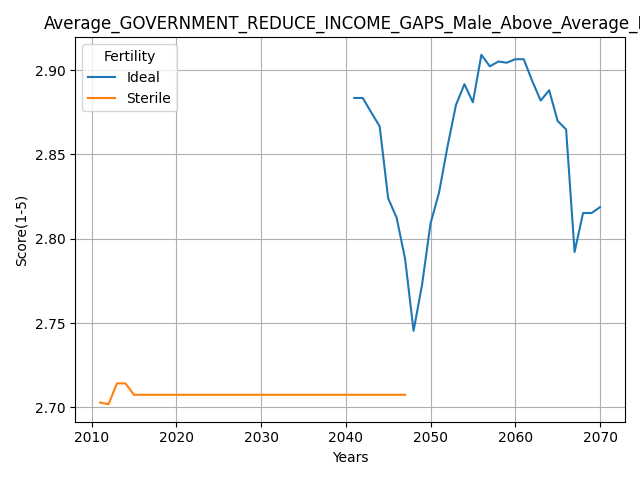 Average_GOVERNMENT_REDUCE_INCOME_GAPS_Male_Above_Average_
Fertility
Ideal
Sterile
2.90
2.85
2.80
2.75
2.70
Score(1-5)
2010
2020
2030
2040
2050
2060
2070
Years